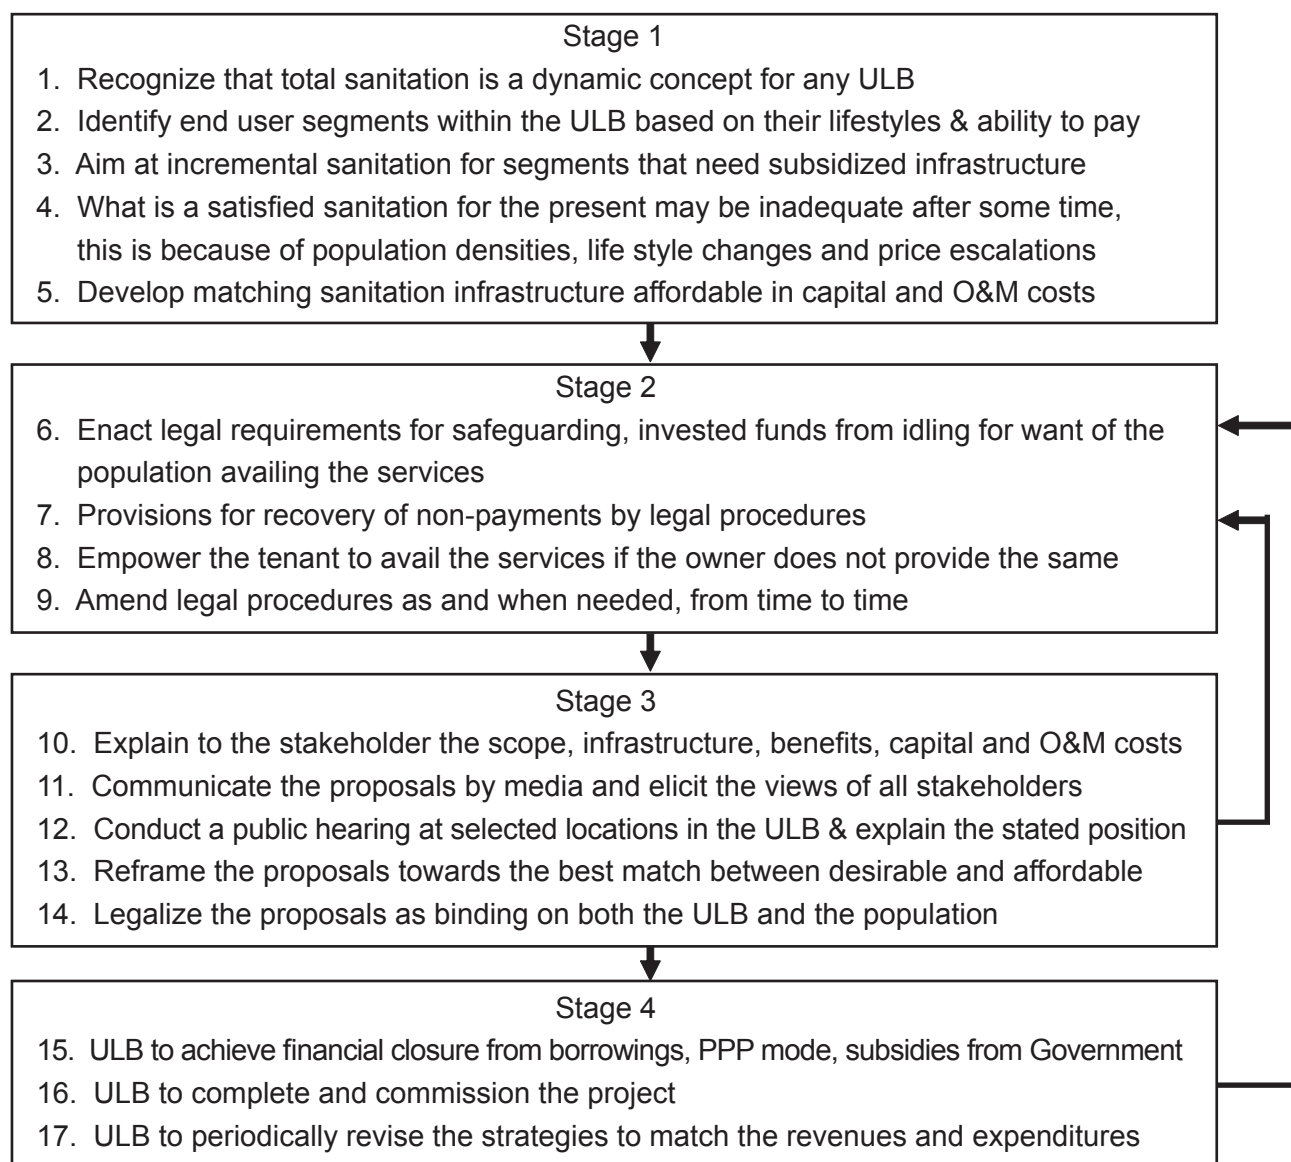 Stage 1
1. Recognize that total sanitation is a dynamic concept for any ULB
2. Identify end user segments within the ULB based on their lifestyles & ability to pay
3. Aim at incremental sanitation for segments that need subsidized infrastructure
4. What is a satisfied sanitation for the present may be inadequate after some time,
this is because of population densities, life style changes and price escalations
5. Develop matching sanitation infrastructure affordable in capital and O&M costs
Stage 2
6. Enact legal requirements for safeguarding, invested funds from idling for want of the
population availing the services
7. Provisions for recovery of non-payments by legal procedures
8. Empower the tenant to avail the services if the owner does not provide the same
9. Amend legal procedures as and when needed, from time to time
Stage 3
10. Explain to the stakeholder the scope, infrastructure, benefits, capital and O&M costs
11. Communicate the proposals by media and elicit the views of all stakeholders
12. Conduct a public hearing at selected locations in the ULB & explain the stated position
13. Reframe the proposals towards the best match between desirable and affordable
14. Legalize the proposals as binding on both the ULB and the population
Stage 4
15. ULB to achieve financial closure from borrowings, PPP mode, subsidies from Government
16. ULB to complete and commission the project
17. ULB to periodically revise the strategies to match the revenues and expenditures